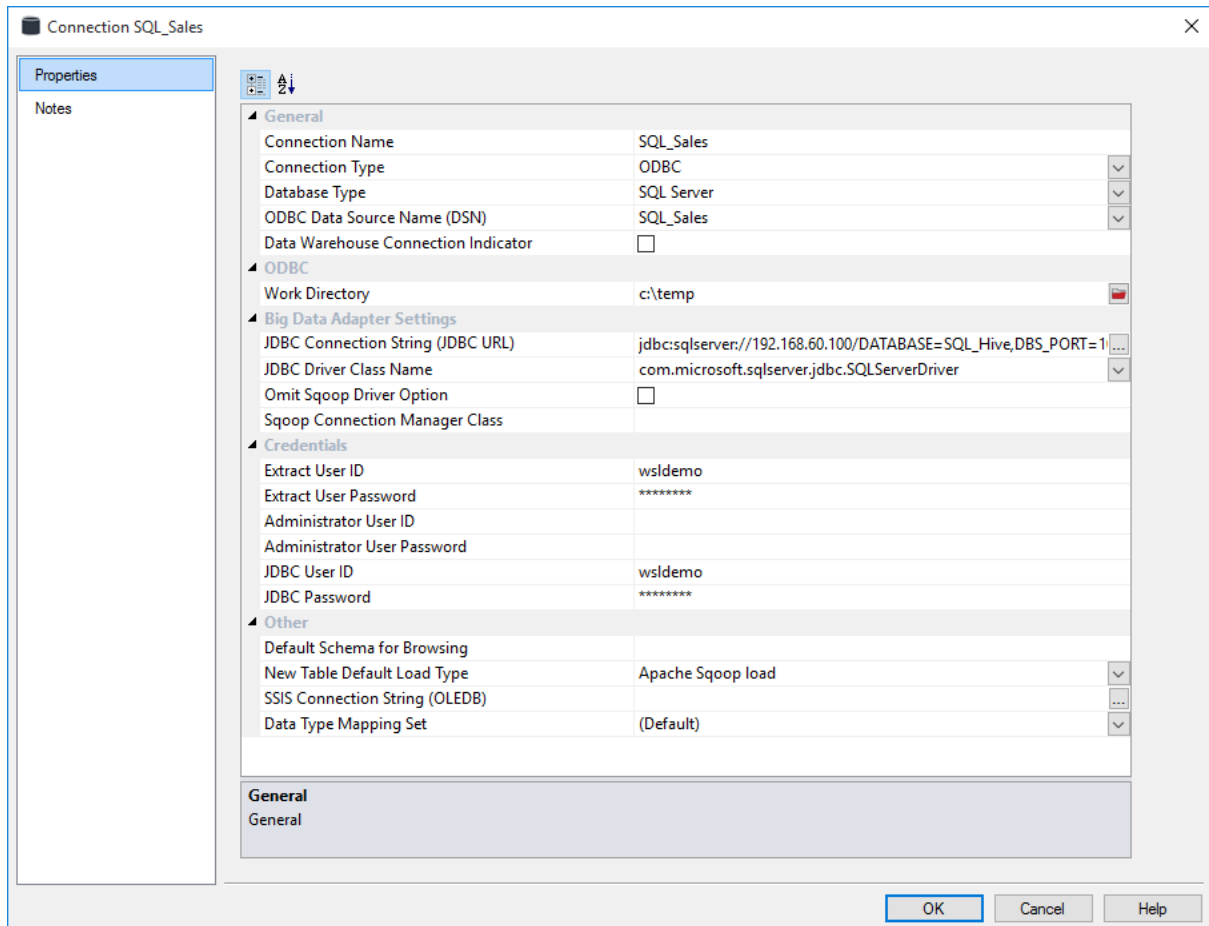 Connection SQL_Sales
Properties
Notes
General
Connection Name SQL_Sales
Connection Type ODBC
Database Type SQL Server
ODBC Data Source Name (DSN) SQL_Sales
Data Warehouse Connection Indicator
ODBC
Work Directory c:\temp
Big Data Adapter Settings
JDBC Connection String (JDBC URL) jdbc:sqlserver://192.168.60.100/DATABASE=SQL_Hive,DBS_PORT=1 ...
JDBC Driver Class Name com.microsoft.sqlserver.jdbc.SQLServerDriver
Omit Sqoop Driver Option
Sqoop Connection Manager Class
Credentials
Extract User ID wsldemo
Extract User Password ********
Administrator User ID
Administrator User Password
JDBC User ID wsldemo
JDBC Password ********
Other
Default Schema for Browsing
New Table Default Load Type Apache Sqoop load
SSIS Connection String (OLEDB) ...
Data Type Mapping Set (Default)
General
General
OK Cancel Help